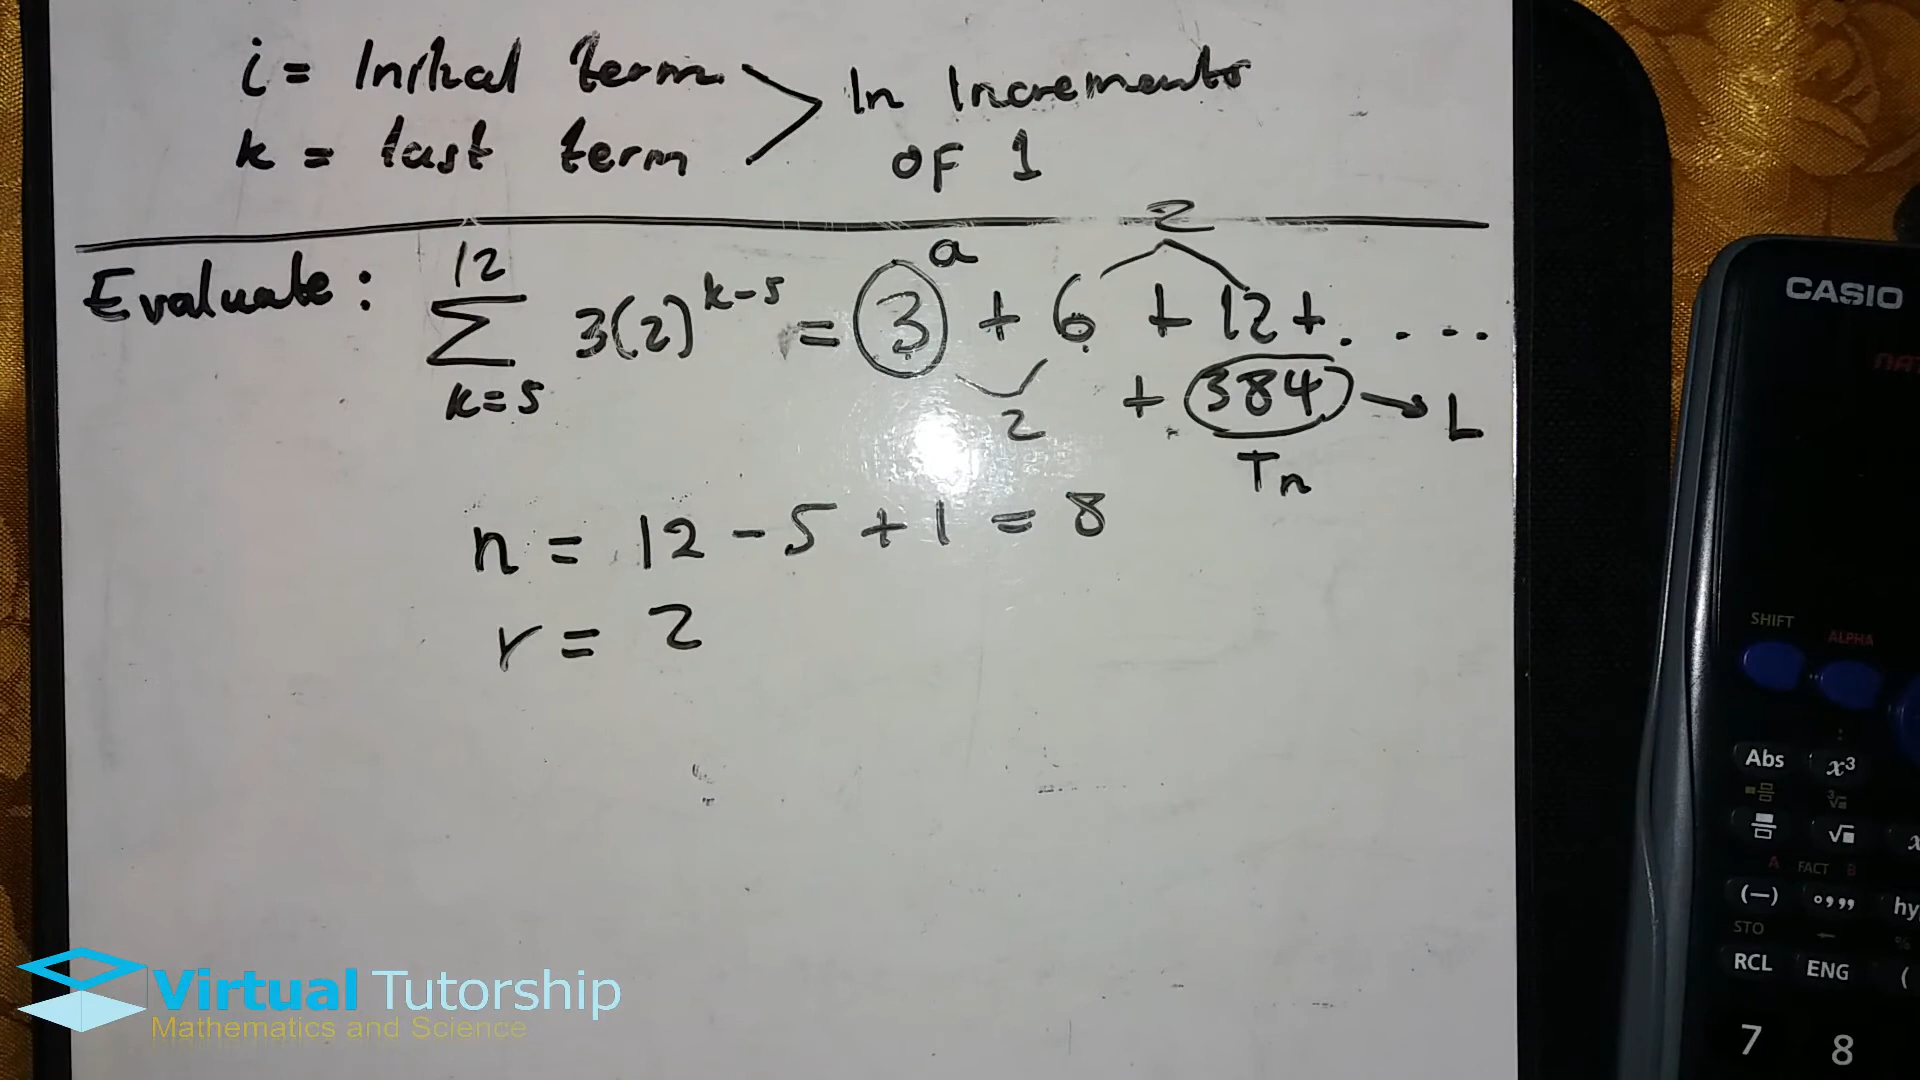 i = Initial term
k = last term
In Increments
of 1
Evaluate: 12 ∑ k=5 3(2)^k-5 = 3 + 6 + 12 + . . . .
a
2
2
+ 384 → L
Tn
n = 12 - 5 + 1 = 8
r = 2
CASIO
SHIFT
ALPHA
Abs x³
√
A FACT B
(−) °’”
STO
RCL ENG (
7 8
Virtual Tutorship
Mathematics and Science